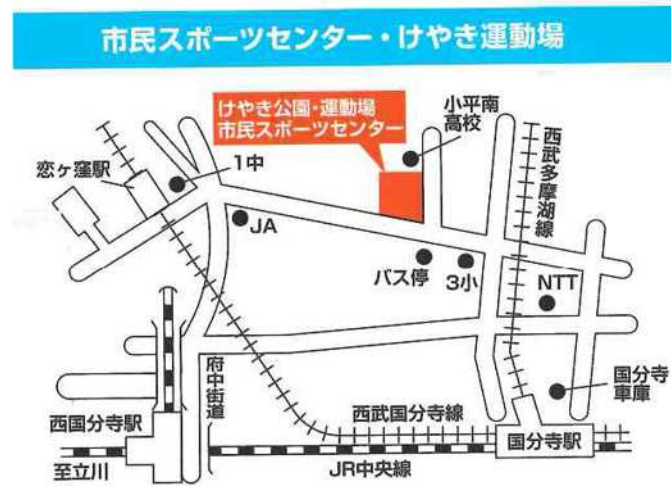 市民スポーツセンター・けやき運動場
けやき公園・運動場
市民スポーツセンター
小平南
高校
西武多摩湖線
恋ヶ窪駅
1中
JA
バス停
3小
NTT
府中街道
国分寺
車庫
西武国分寺線
西国分寺駅
国分寺駅
至立川
JR中央線